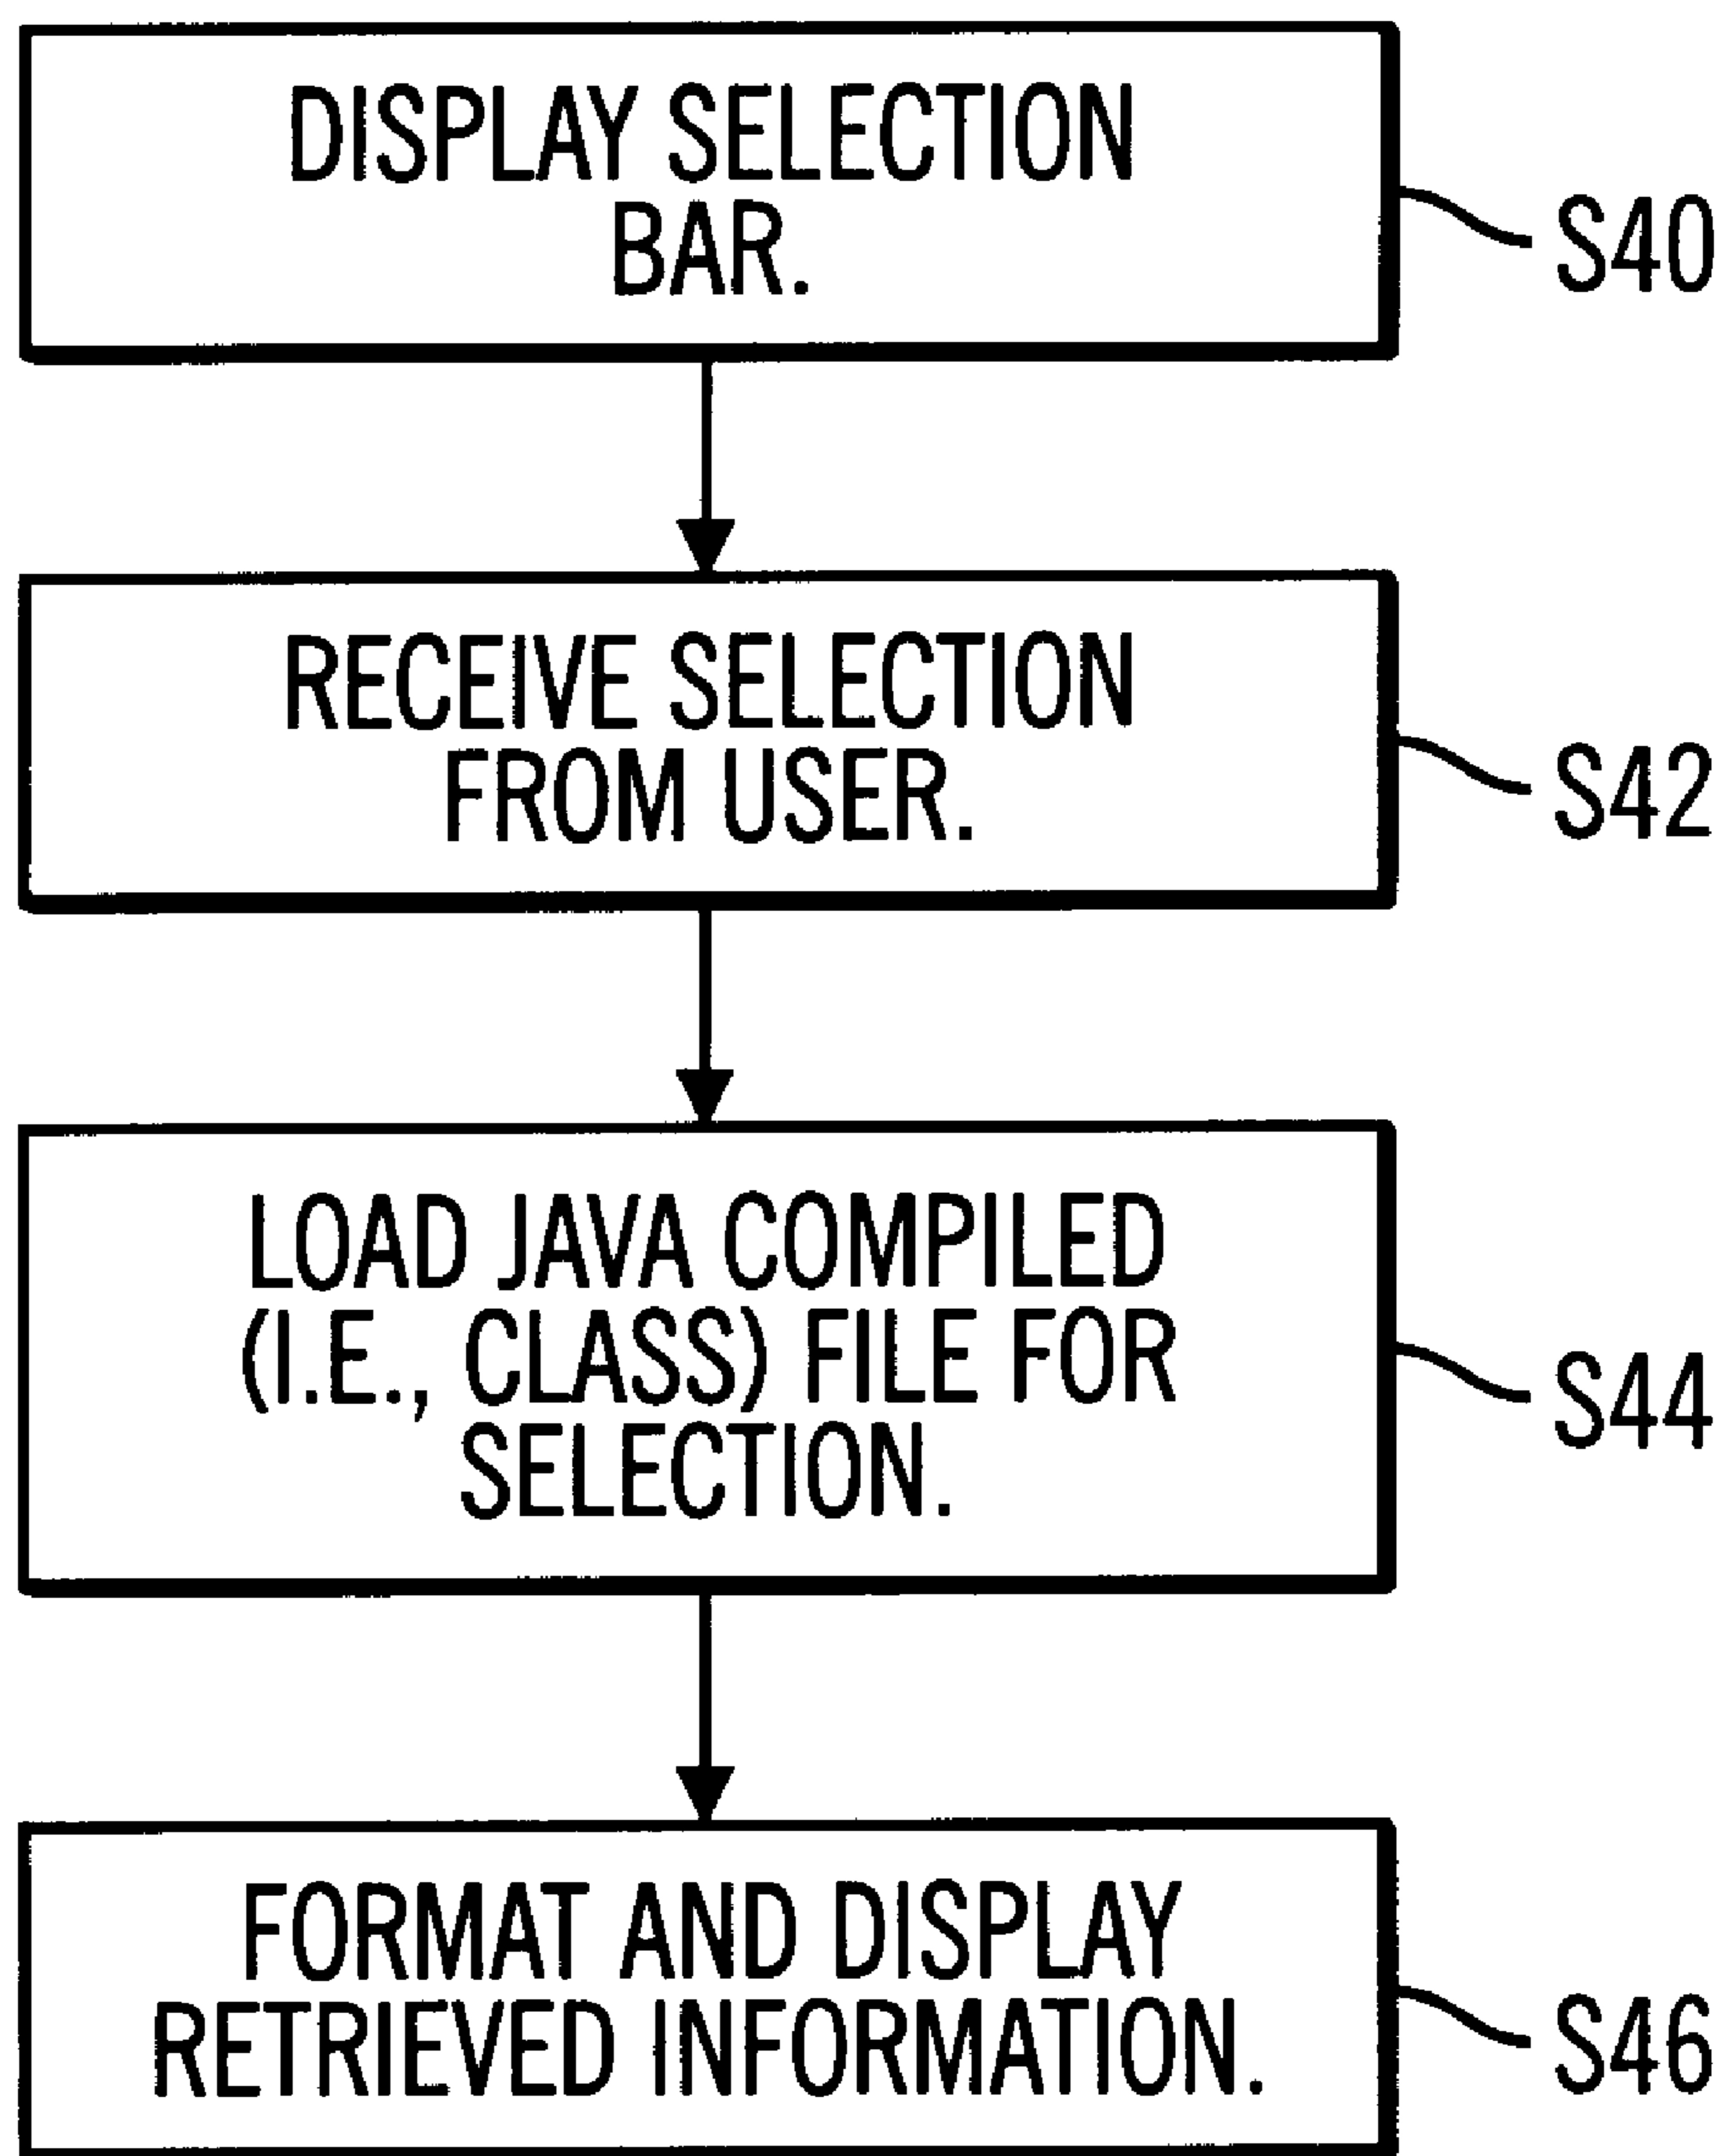 DISPLAY SELECTION
BAR.
S40
RECEIVE SELECTION
FROM USER.
S42
LOAD JAVA COMPILED
(I.E., CLASS) FILE FOR
SELECTION.
S44
FORMAT AND DISPLAY
RETRIEVED INFORMATION.
S46